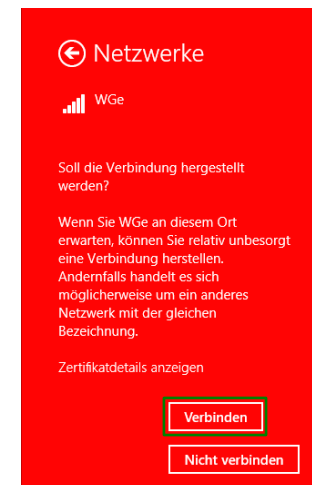 Netzwerke
WGe
Soll die Verbindung hergestellt
werden?
Wenn Sie WGe an diesem Ort
erwarten, können Sie relativ unbesorgt
eine Verbindung herstellen.
Andernfalls handelt es sich
möglicherweise um ein anderes
Netzwerk mit der gleichen
Bezeichnung.
Zertifikatdetails anzeigen
Verbinden
Nicht verbinden